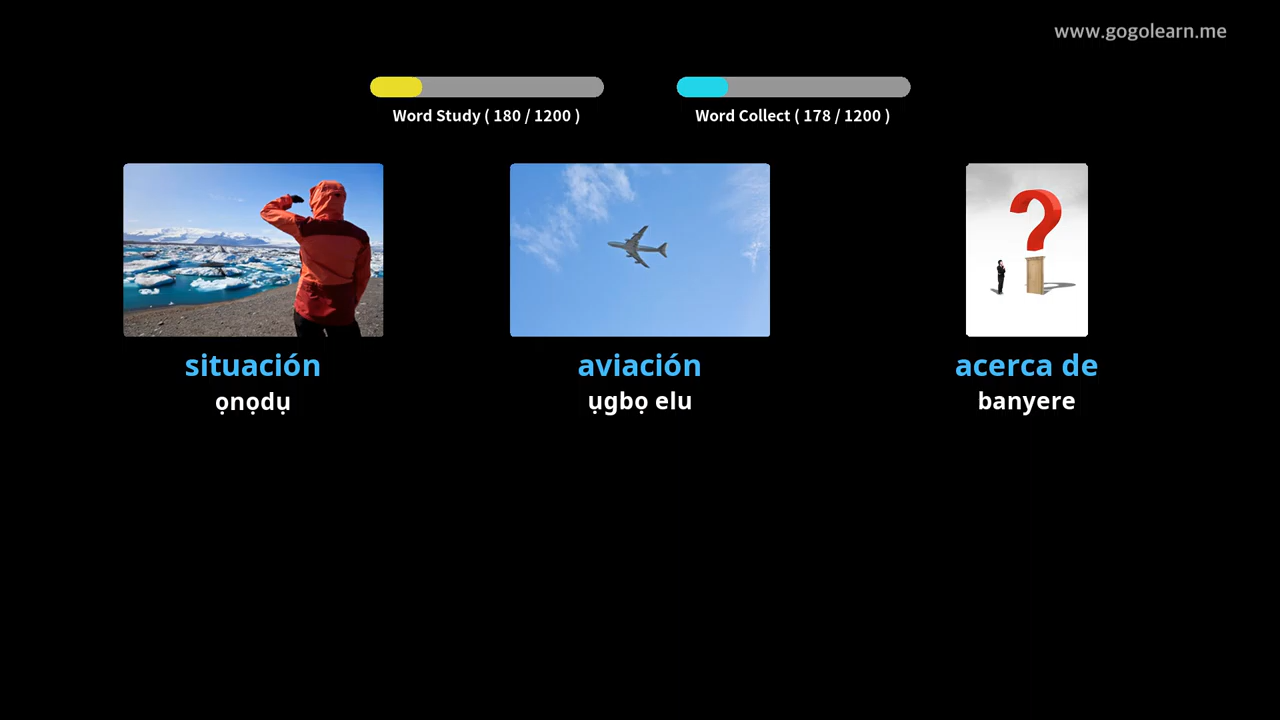 www.gogolearn.me
Word Study ( 180 / 1200 )
Word Collect ( 178 / 1200 )
situación
ọnọdụ
aviación
ụgbọ elu
acerca de
banyere